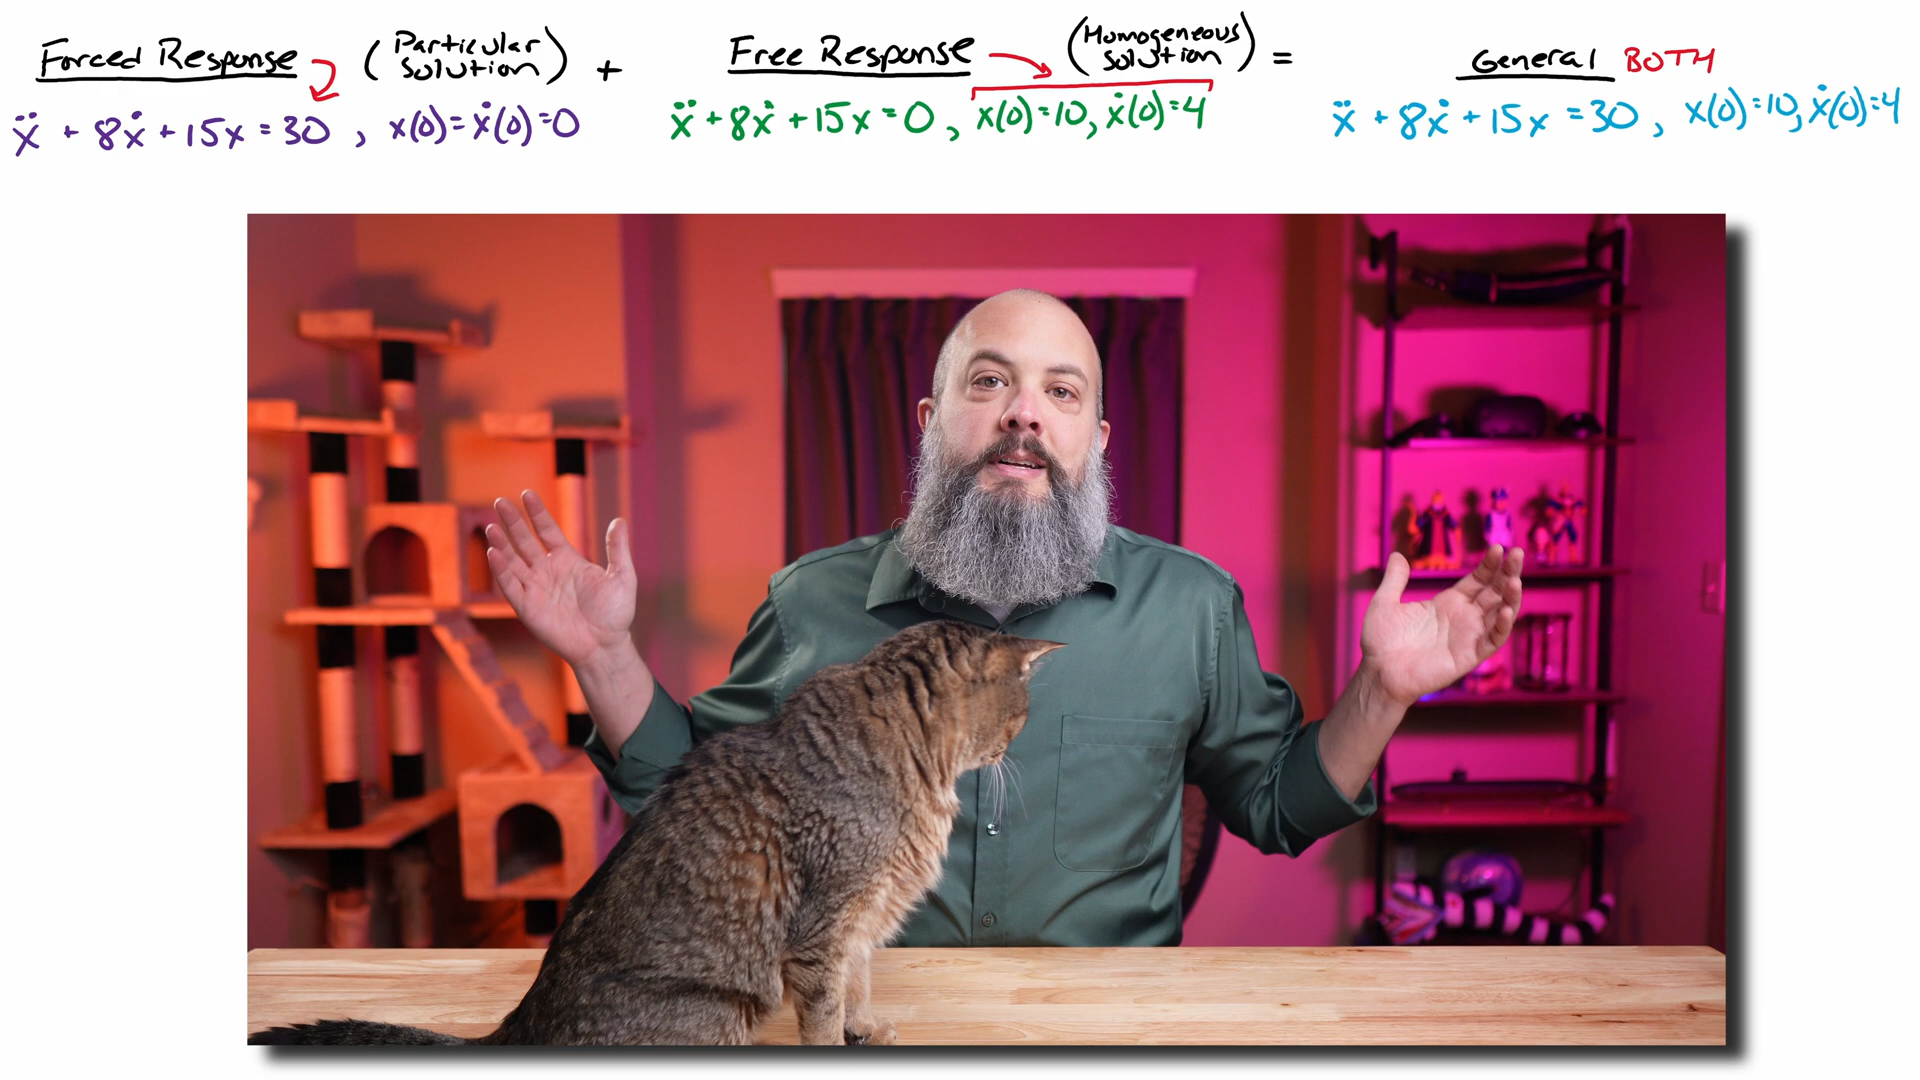 Forced Response (Particular Solution) + Free Response (Homogeneous Solution) = General BOTH
ẍ + 8ẋ + 15x = 30 , x(0) = ẋ(0) = 0
ẍ + 8ẋ + 15x = 0 , x(0) = 10, ẋ(0) = 4
ẍ + 8ẋ + 15x = 30 , x(0) = 10, ẋ(0) = 4